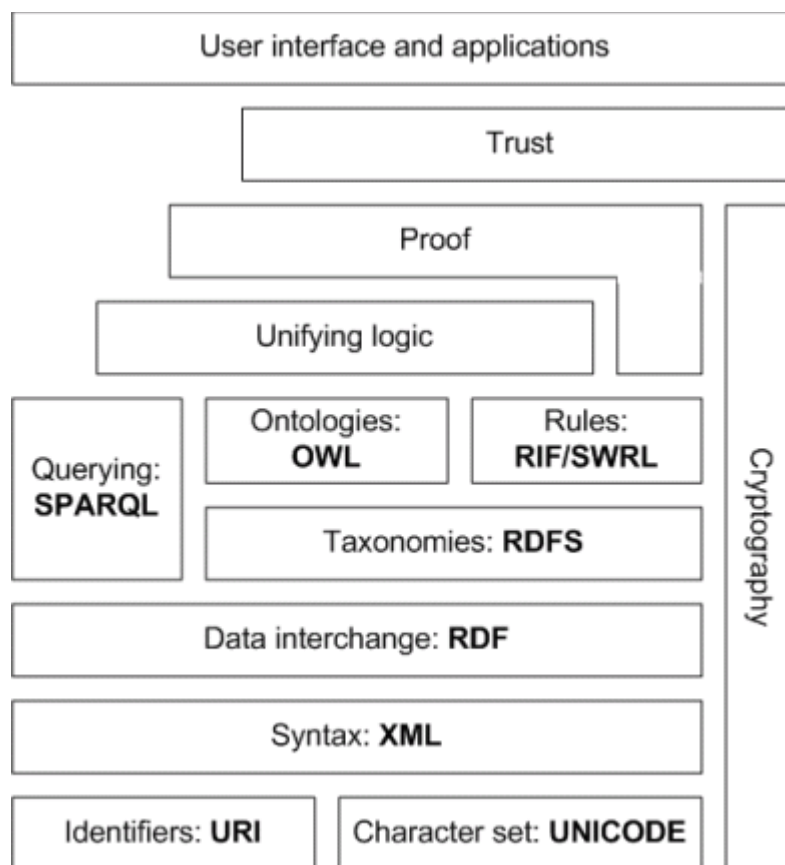 User interface and applications
Trust
Proof
Unifying logic
Querying:
SPARQL
Ontologies:
OWL
Rules:
RIF/SWRL
Taxonomies: RDFS
Cryptography
Data interchange: RDF
Syntax: XML
Identifiers: URI
Character set: UNICODE